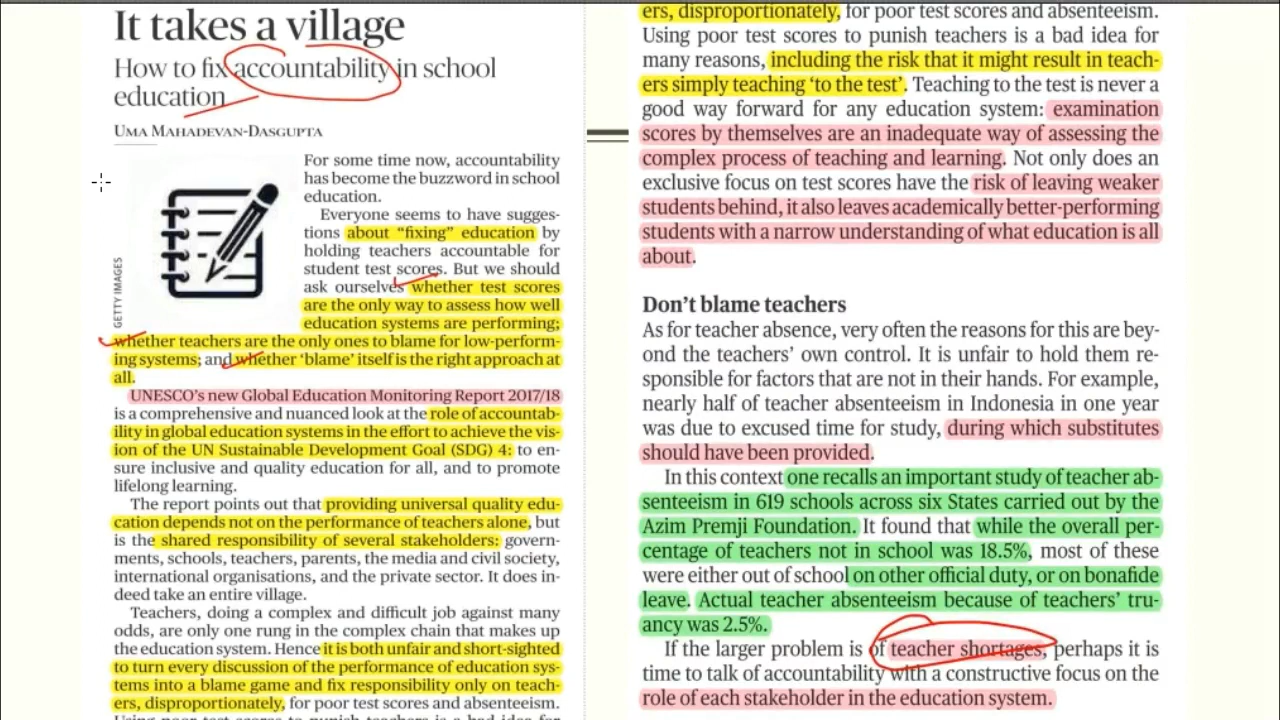 It takes a village
How to fix accountability in school
education
UMA MAHADEVAN-DASGUPTA
GETTY IMAGES
For some time now, accountability
has become the buzzword in school
education.
Everyone seems to have sugges-
tions about “fixing” education by
holding teachers accountable for
student test scores. But we should
ask ourselves whether test scores
are the only way to assess how well
education systems are performing;
whether teachers are the only ones to blame for low-perform-
ing systems; and whether ‘blame’ itself is the right approach at
all.
UNESCO’s new Global Education Monitoring Report 2017/18
is a comprehensive and nuanced look at the role of accountab-
ility in global education systems in the effort to achieve the vis-
ion of the UN Sustainable Development Goal (SDG) 4: to en-
sure inclusive and quality education for all, and to promote
lifelong learning.
The report points out that providing universal quality edu-
cation depends not on the performance of teachers alone, but
is the shared responsibility of several stakeholders: govern-
ments, schools, teachers, parents, the media and civil society,
international organisations, and the private sector. It does in-
deed take an entire village.
Teachers, doing a complex and difficult job against many
odds, are only one rung in the complex chain that makes up
the education system. Hence it is both unfair and short-sighted
to turn every discussion of the performance of education sys-
tems into a blame game and fix responsibility only on teach-
ers, disproportionately, for poor test scores and absenteeism.
Using poor test scores to punish teachers is a bad idea for
ers, disproportionately, for poor test scores and absenteeism.
Using poor test scores to punish teachers is a bad idea for
many reasons, including the risk that it might result in teach-
ers simply teaching ‘to the test’. Teaching to the test is never a
good way forward for any education system: examination
scores by themselves are an inadequate way of assessing the
complex process of teaching and learning. Not only does an
exclusive focus on test scores have the risk of leaving weaker
students behind, it also leaves academically better-performing
students with a narrow understanding of what education is all
about.
Don’t blame teachers
As for teacher absence, very often the reasons for this are bey-
ond the teachers’ own control. It is unfair to hold them re-
sponsible for factors that are not in their hands. For example,
nearly half of teacher absenteeism in Indonesia in one year
was due to excused time for study, during which substitutes
should have been provided.
In this context one recalls an important study of teacher ab-
senteeism in 619 schools across six States carried out by the
Azim Premji Foundation. It found that while the overall per-
centage of teachers not in school was 18.5%, most of these
were either out of school on other official duty, or on bonafide
leave. Actual teacher absenteeism because of teachers’ tru-
ancy was 2.5%.
If the larger problem is of teacher shortages, perhaps it is
time to talk of accountability with a constructive focus on the
role of each stakeholder in the education system.